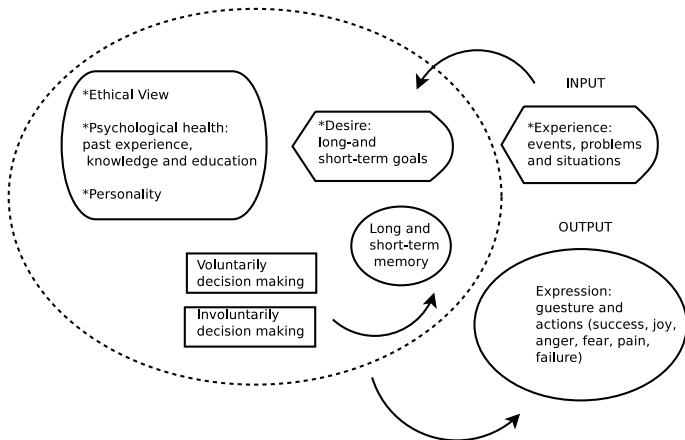 *Ethical View
*Psychological health:
past experience,
knowledge and education
*Personality
*Desire:
long-and
short-term goals
INPUT
*Experience:
events, problems
and situations
Long and
short-term
memory
Voluntarily
decision making
Involuntarily
decision making
OUTPUT
Expression:
guesture and
actions (success, joy,
anger, fear, pain,
failure)